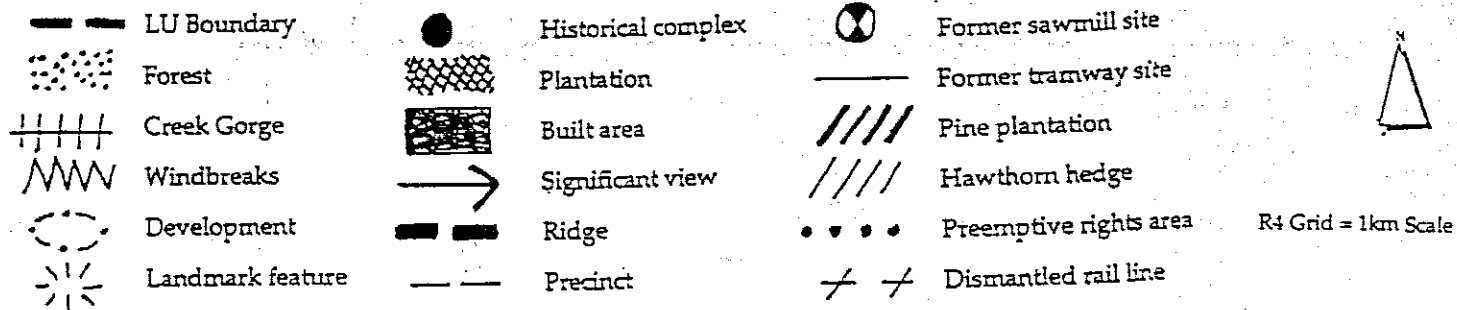 LU Boundary
Forest
Creek Gorge
Windbreaks
Development
Landmark feature
Historical complex
Plantation
Built area
Significant view
Ridge
Precinct
Former sawmill site
Former tramway site
Pine plantation
Hawthorn hedge
Preemptive rights area
Dismantled rail line
N
R4 Grid = 1km Scale